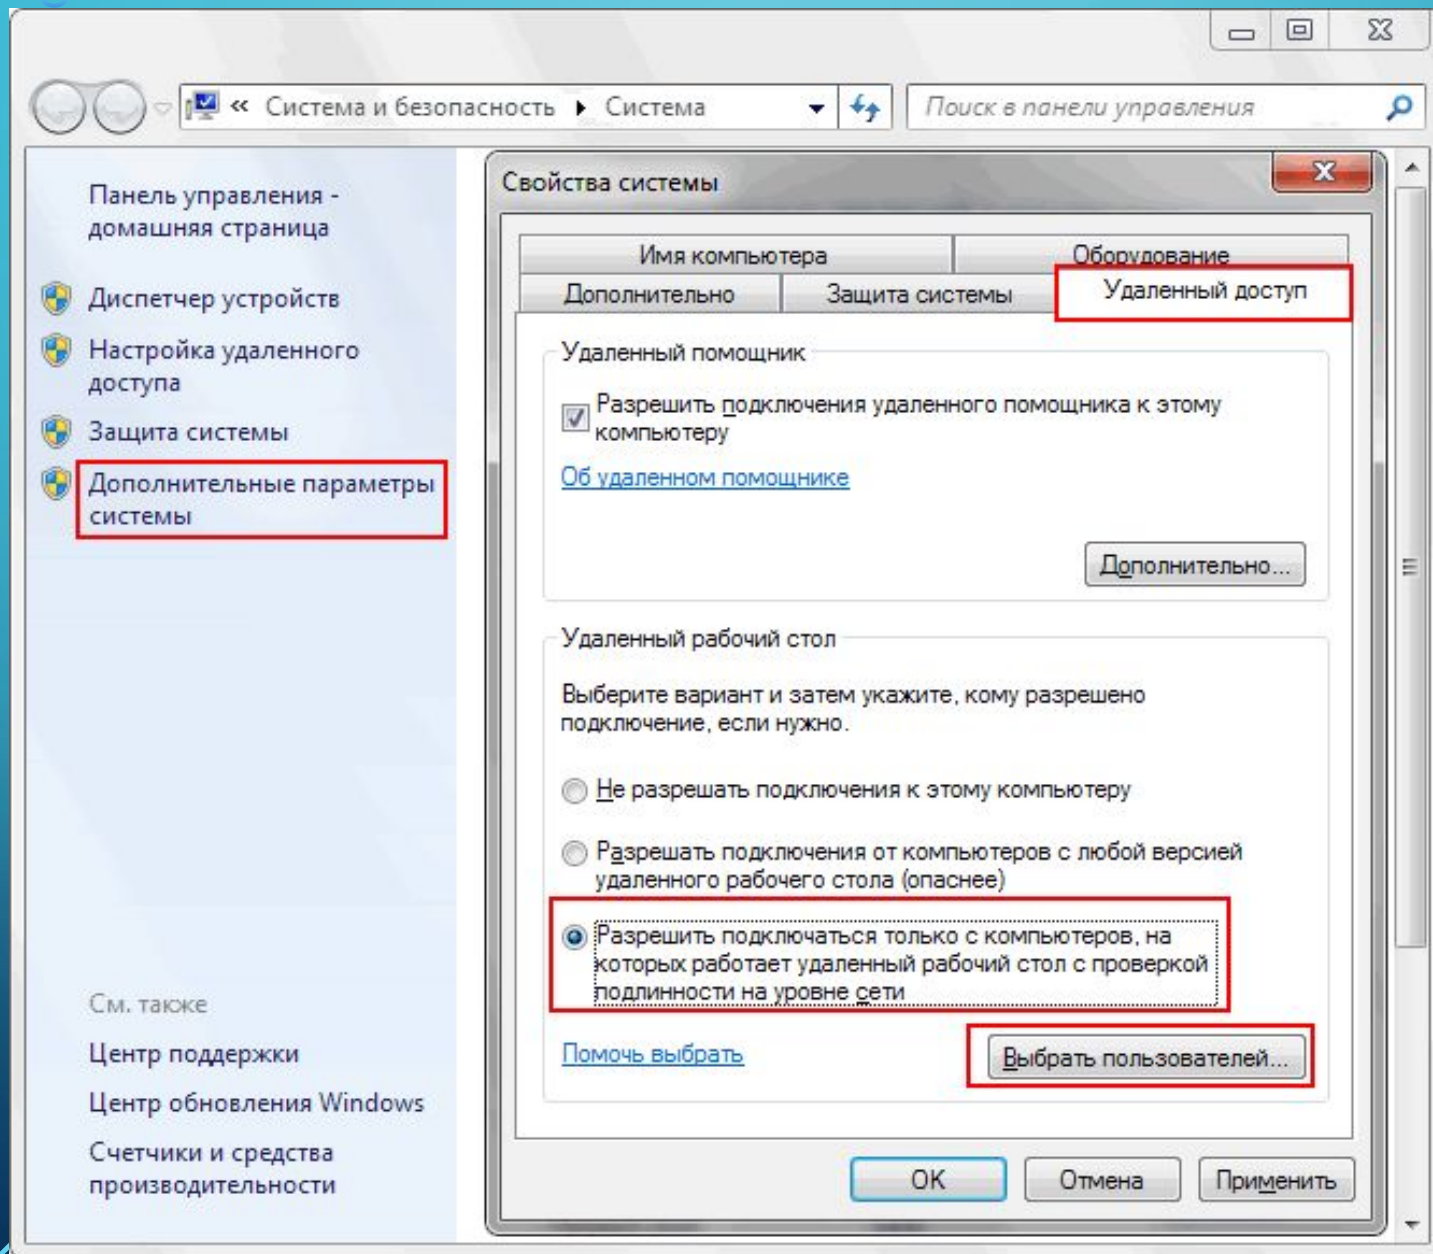 « Система и безопасность ▸ Система
Поиск в панели управления
Панель управления -
домашняя страница
Диспетчер устройств
Настройка удаленного
доступа
Защита системы
Дополнительные параметры
системы
См. также
Центр поддержки
Центр обновления Windows
Счетчики и средства
производительности
Свойства системы
Имя компьютера
Оборудование
Дополнительно
Защита системы
Удаленный доступ
Удаленный помощник
Разрешить подключения удаленного помощника к этому
компьютеру
Об удаленном помощнике
Дополнительно...
Удаленный рабочий стол
Выберите вариант и затем укажите, кому разрешено
подключение, если нужно.
Не разрешать подключения к этому компьютеру
Разрешать подключения от компьютеров с любой версией
удаленного рабочего стола (опаснее)
Разрешить подключаться только с компьютеров, на
которых работает удаленный рабочий стол с проверкой
подлинности на уровне сети
Помочь выбрать
Выбрать пользователей...
ОК
Отмена
Применить